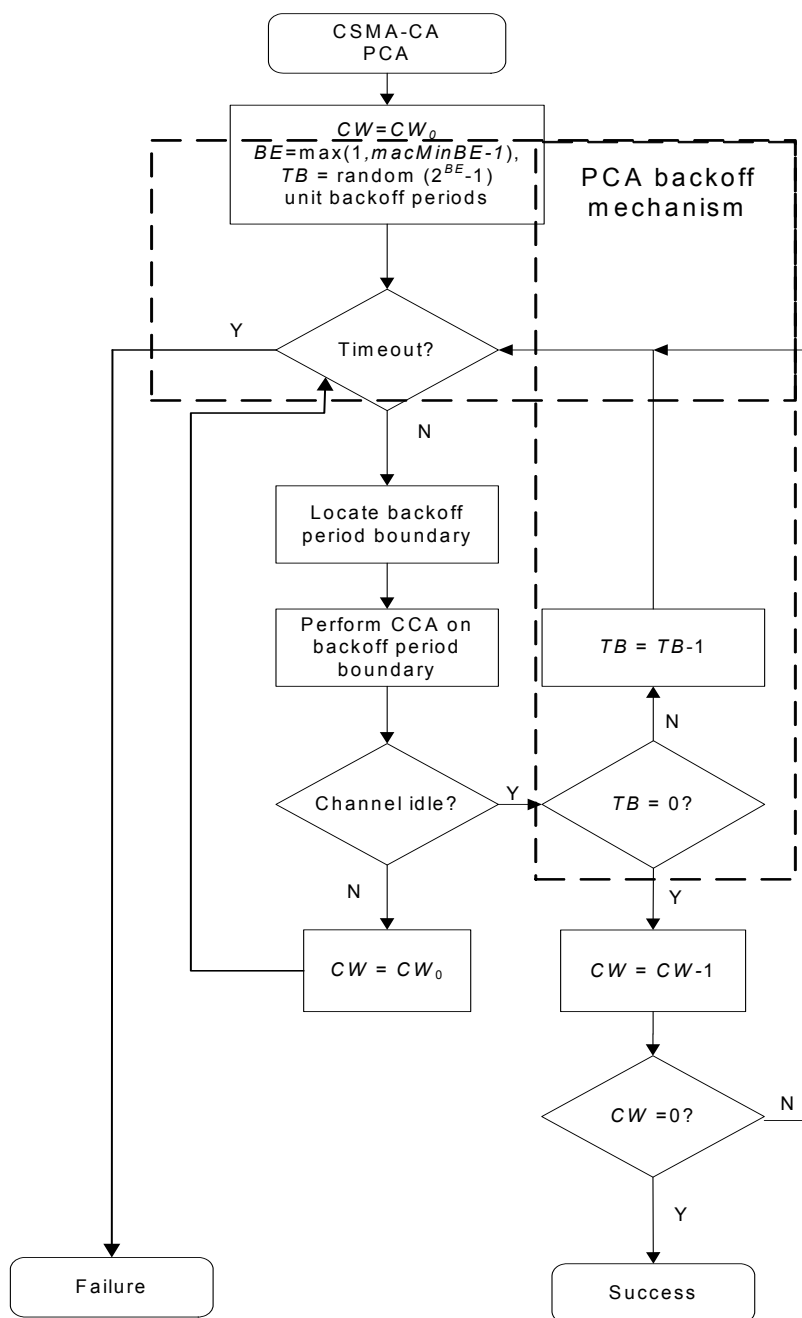 CSMA-CA
PCA
CW=CW₀
BE=max(1,macMinBE-1),
TB = random (2^BE-1)
unit backoff periods
PCA backoff
mechanism
Y
Timeout?
N
Locate backoff
period boundary
Perform CCA on
backoff period
boundary
TB = TB-1
N
Channel idle?
Y
TB = 0?
N
Y
CW = CW₀
CW = CW-1
CW =0?
N
Y
Failure
Success